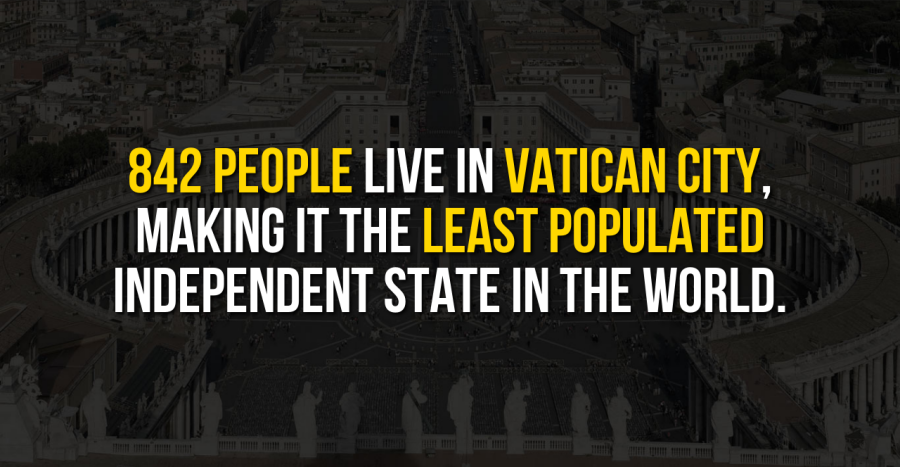 842 PEOPLE LIVE IN VATICAN CITY,
MAKING IT THE LEAST POPULATED
INDEPENDENT STATE IN THE WORLD.